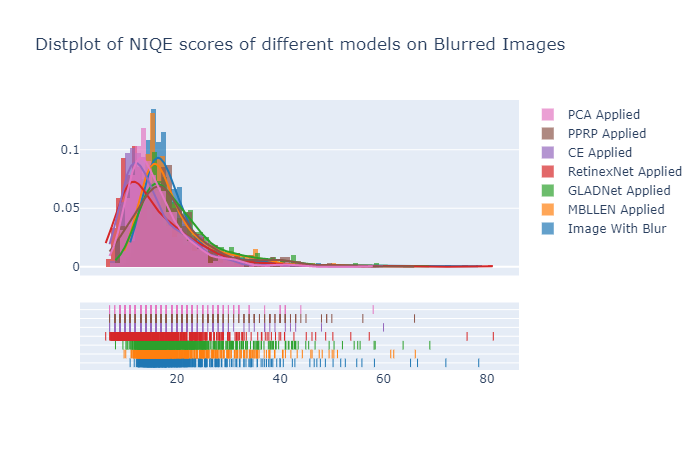 Distplot of NIQE scores of different models on Blurred Images
PCA Applied
PPRP Applied
CE Applied
RetinexNet Applied
GLADNet Applied
MBLLEN Applied
Image With Blur
0.1
0.05
0
20
40
60
80